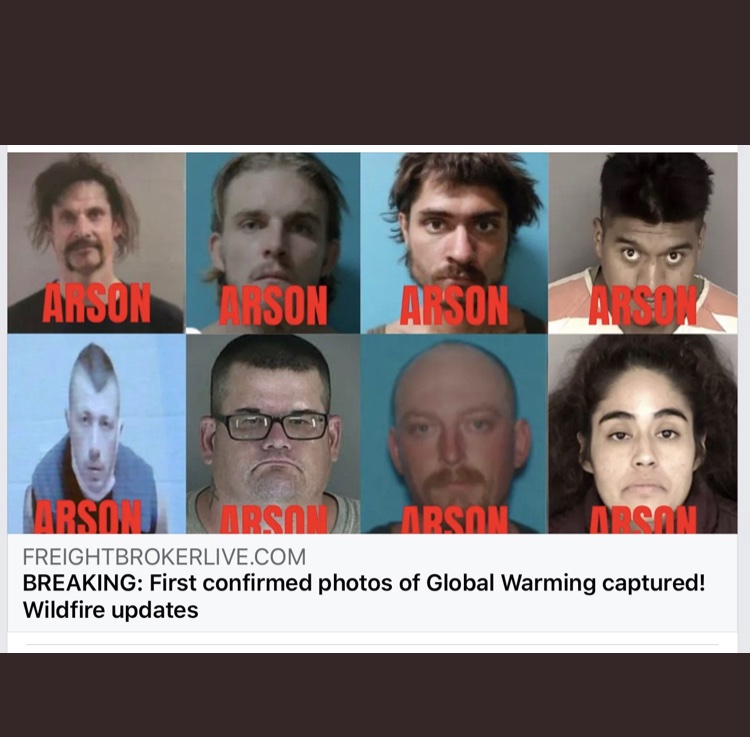 ARSON ARSON ARSON ARSON
ARSON ARSON ARSON ARSON
FREIGHTBROKERLIVE.COM
BREAKING: First confirmed photos of Global Warming captured!
Wildfire updates